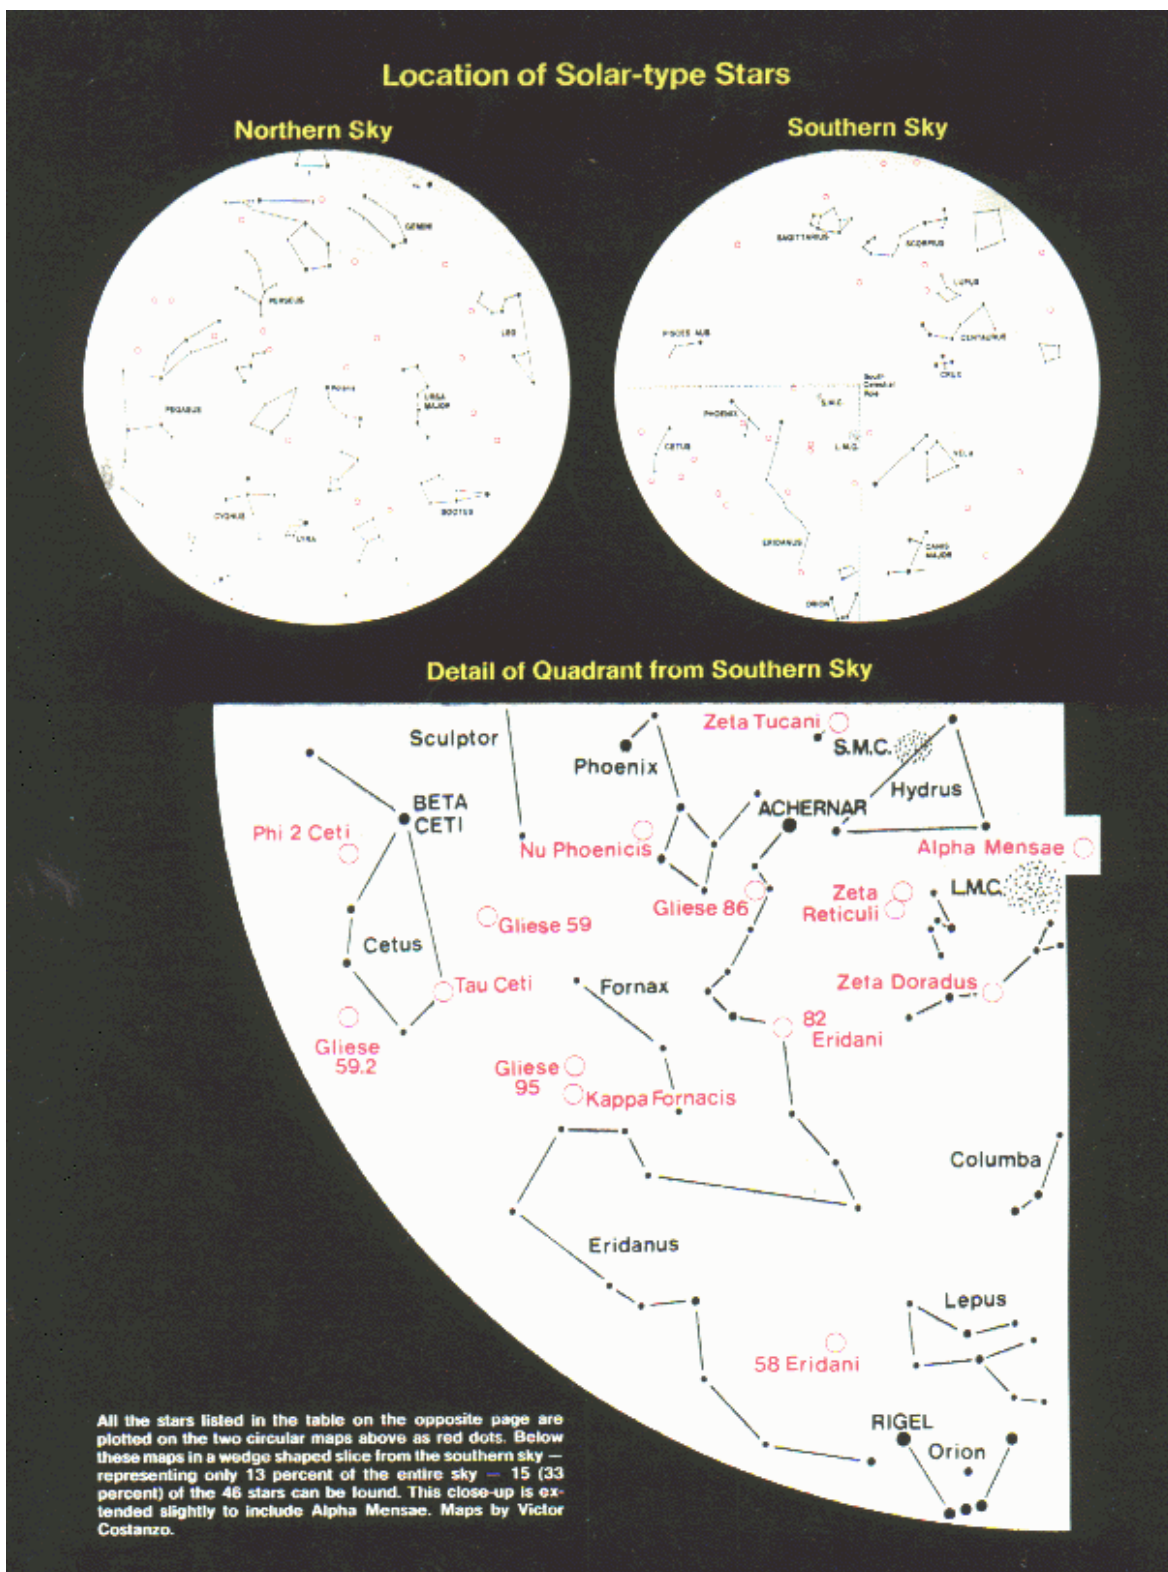 Location of Solar-type Stars
Northern Sky
Southern Sky
GEMINI
PERSEUS
LEO
Polaris
URSA
MAJOR
PEGASUS
CYGNUS
LYRA
BOOTES
SAGITTARIUS
SCORPIUS
LUPUS
PISCES AUS.
CENTAURUS
CRUX
South
Celestial
Pole
S.M.C.
PHOENIX
CETUS
L.M.C.
VELA
ERIDANUS
CANIS
MAJOR
ORION
Detail of Quadrant from Southern Sky
Sculptor
Zeta Tucani
S.M.C.
Phoenix
Hydrus
BETA
CETI
ACHERNAR
Phi 2 Ceti
Nu Phoenicis
Alpha Mensae
Zeta
Reticuli
L.M.C.
Gliese 86
Gliese 59
Cetus
Tau Ceti
Fornax
Zeta Doradus
82
Eridani
Gliese
59.2
Gliese
95
Kappa Fornacis
Columba
Eridanus
Lepus
58 Eridani
RIGEL
Orion
All the stars listed in the table on the opposite page are
plotted on the two circular maps above as red dots. Below
these maps in a wedge shaped slice from the southern sky —
representing only 13 percent of the entire sky — 15 (33
percent) of the 46 stars can be found. This close-up is ex-
tended slightly to include Alpha Mensae. Maps by Victor
Costanzo.